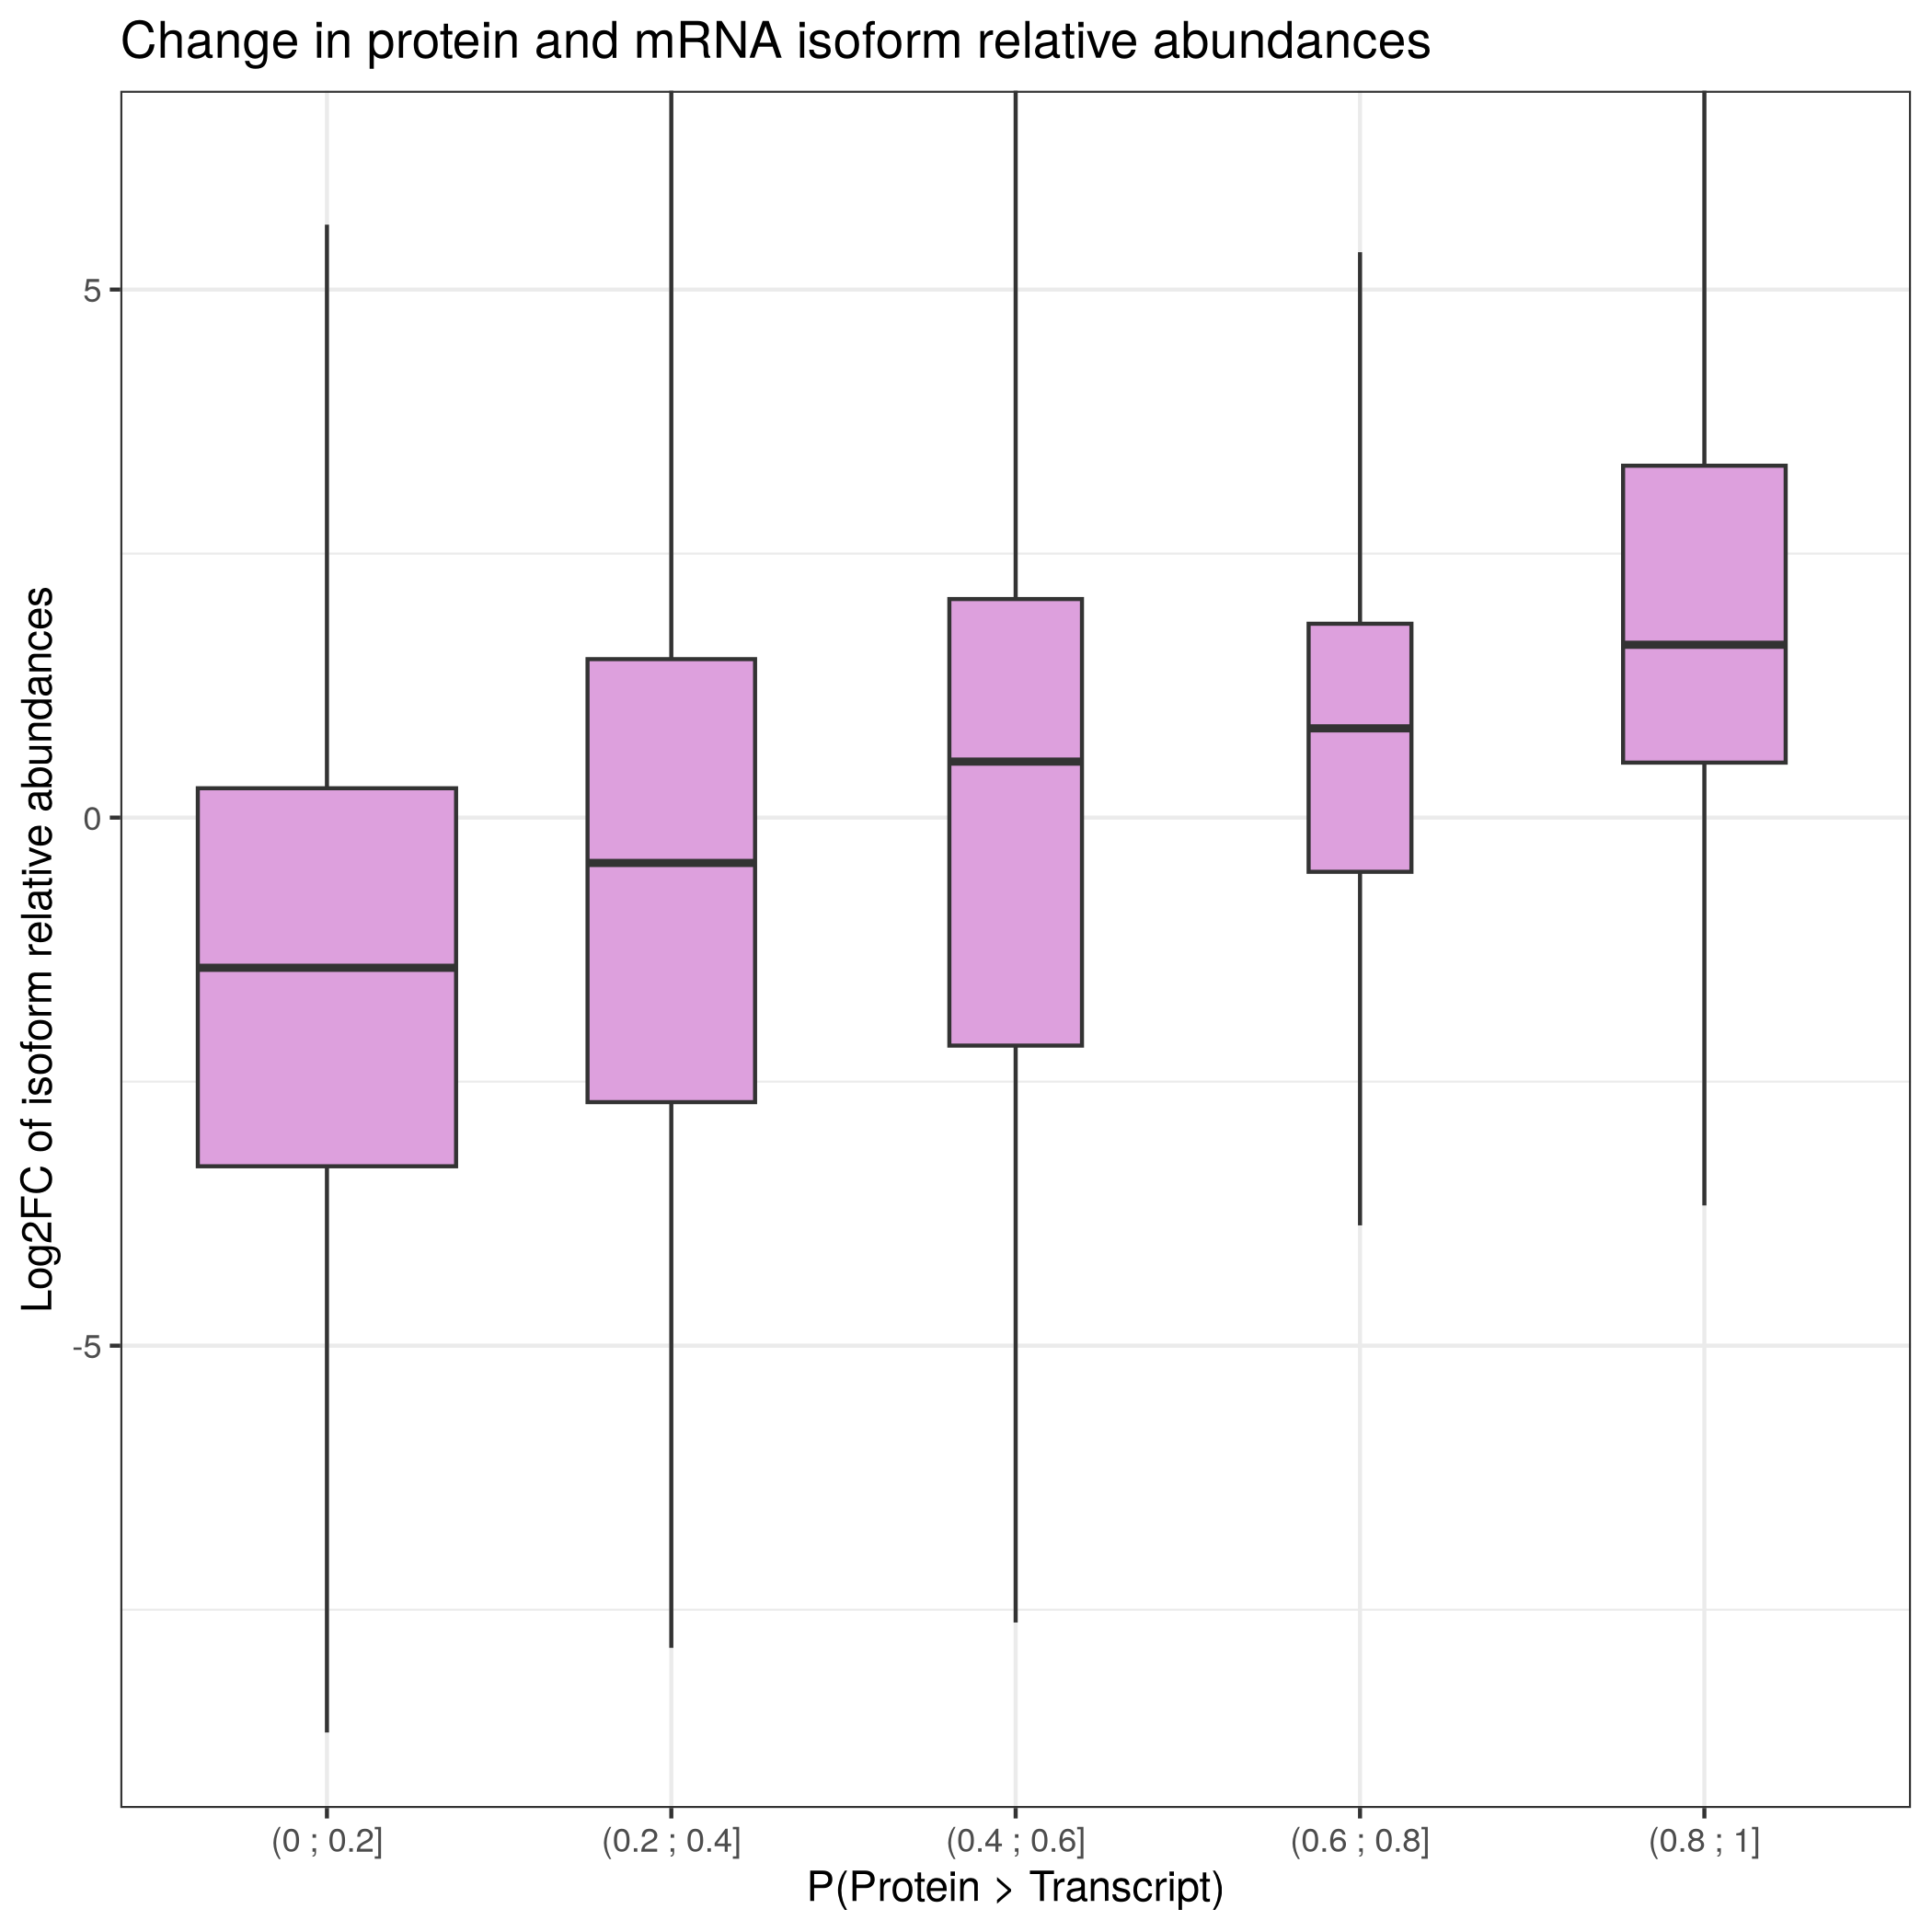 Change in protein and mRNA isoform relative abundances
Log2FC of isoform relative abundances
5
0
-5
(0 ; 0.2]
(0.2 ; 0.4]
(0.4 ; 0.6]
(0.6 ; 0.8]
(0.8 ; 1]
P(Protein > Transcript)